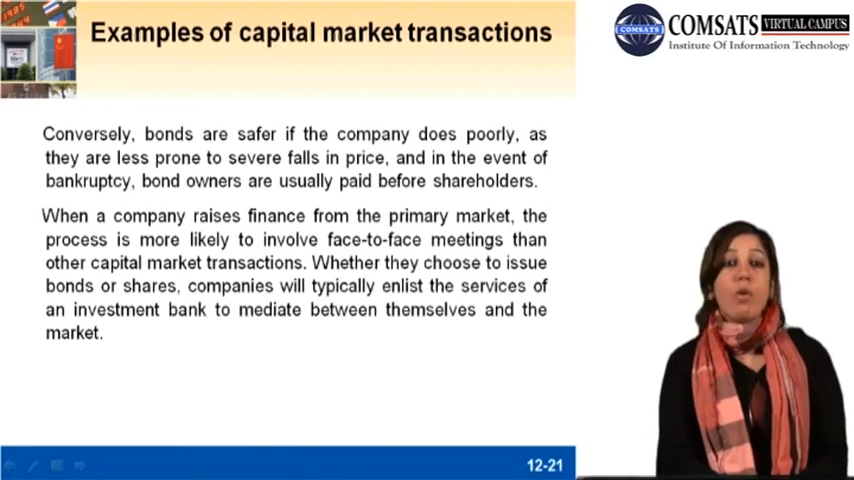 Examples of capital market transactions
COMSATS VIRTUAL CAMPUS
Institute Of Information Technology
COMSATS
Conversely, bonds are safer if the company does poorly, as
they are less prone to severe falls in price, and in the event of
bankruptcy, bond owners are usually paid before shareholders.
When a company raises finance from the primary market, the
process is more likely to involve face-to-face meetings than
other capital market transactions. Whether they choose to issue
bonds or shares, companies will typically enlist the services of
an investment bank to mediate between themselves and the
market.
12-21